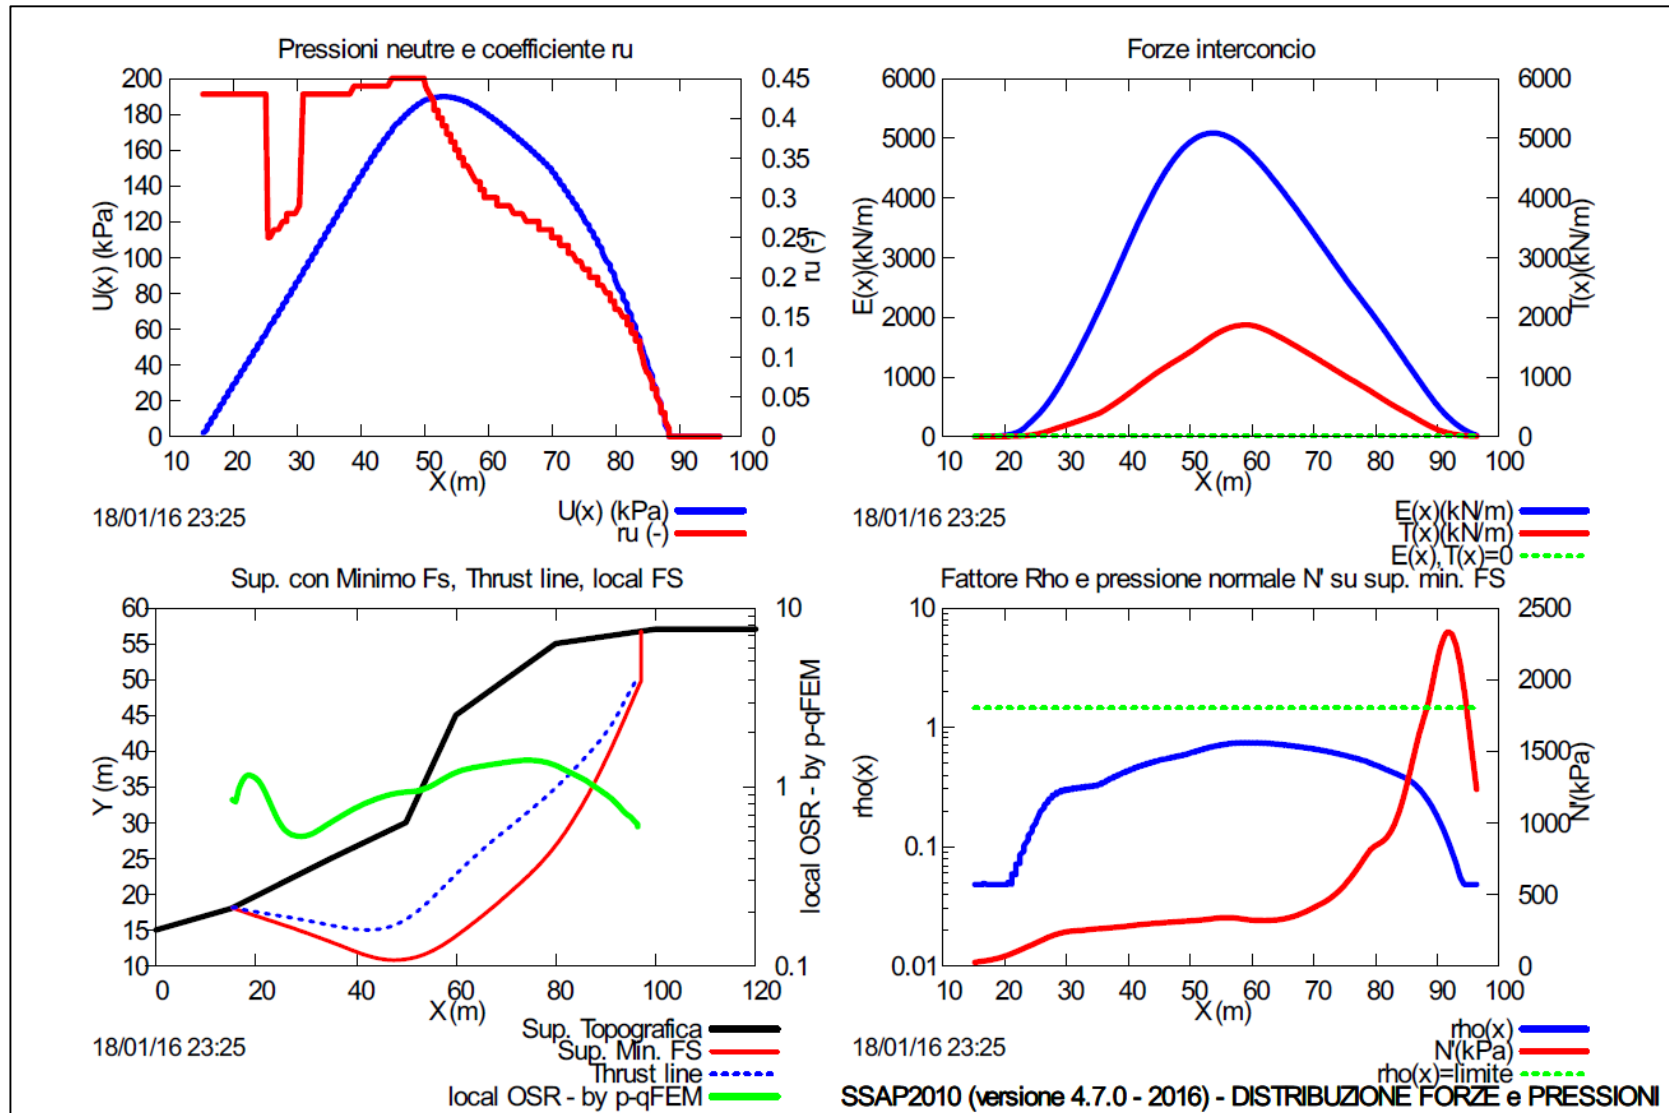 Pressioni neutre e coefficiente ru
200
180
160
140
120
100
80
60
40
20
0
U(x) (kPa)
0.45
0.4
0.35
0.3
0.25
0.2
0.15
0.1
0.05
0
ru (-)
10 20 30 40 50 60 70 80 90 100
X (m)
18/01/16 23:25
U(x) (kPa)
ru (-)
Forze interconcio
6000
5000
4000
3000
2000
1000
0
E(x)(kN/m)
6000
5000
4000
3000
2000
1000
0
T(x)(kN/m)
10 20 30 40 50 60 70 80 90 100
X (m)
18/01/16 23:25
E(x)(kN/m)
T(x)(kN/m)
E(x),T(x)=0
Sup. con Minimo Fs, Thrust line, local FS
60
55
50
45
40
35
30
25
20
15
10
Y (m)
10
1
0.1
local OSR - by p-qFEM
0 20 40 60 80 100 120
X (m)
18/01/16 23:25
Sup. Topografica
Sup. Min. FS
Thrust line
local OSR - by p-qFEM
Fattore Rho e pressione normale N' su sup. min. FS
10
1
0.1
0.01
rho(x)
2500
2000
1500
1000
500
0
N'(kPa)
10 20 30 40 50 60 70 80 90 100
X (m)
18/01/16 23:25
rho(x)
N'(kPa)
rho(x)=limite
SSAP2010 (versione 4.7.0 - 2016) - DISTRIBUZIONE FORZE e PRESSIONI